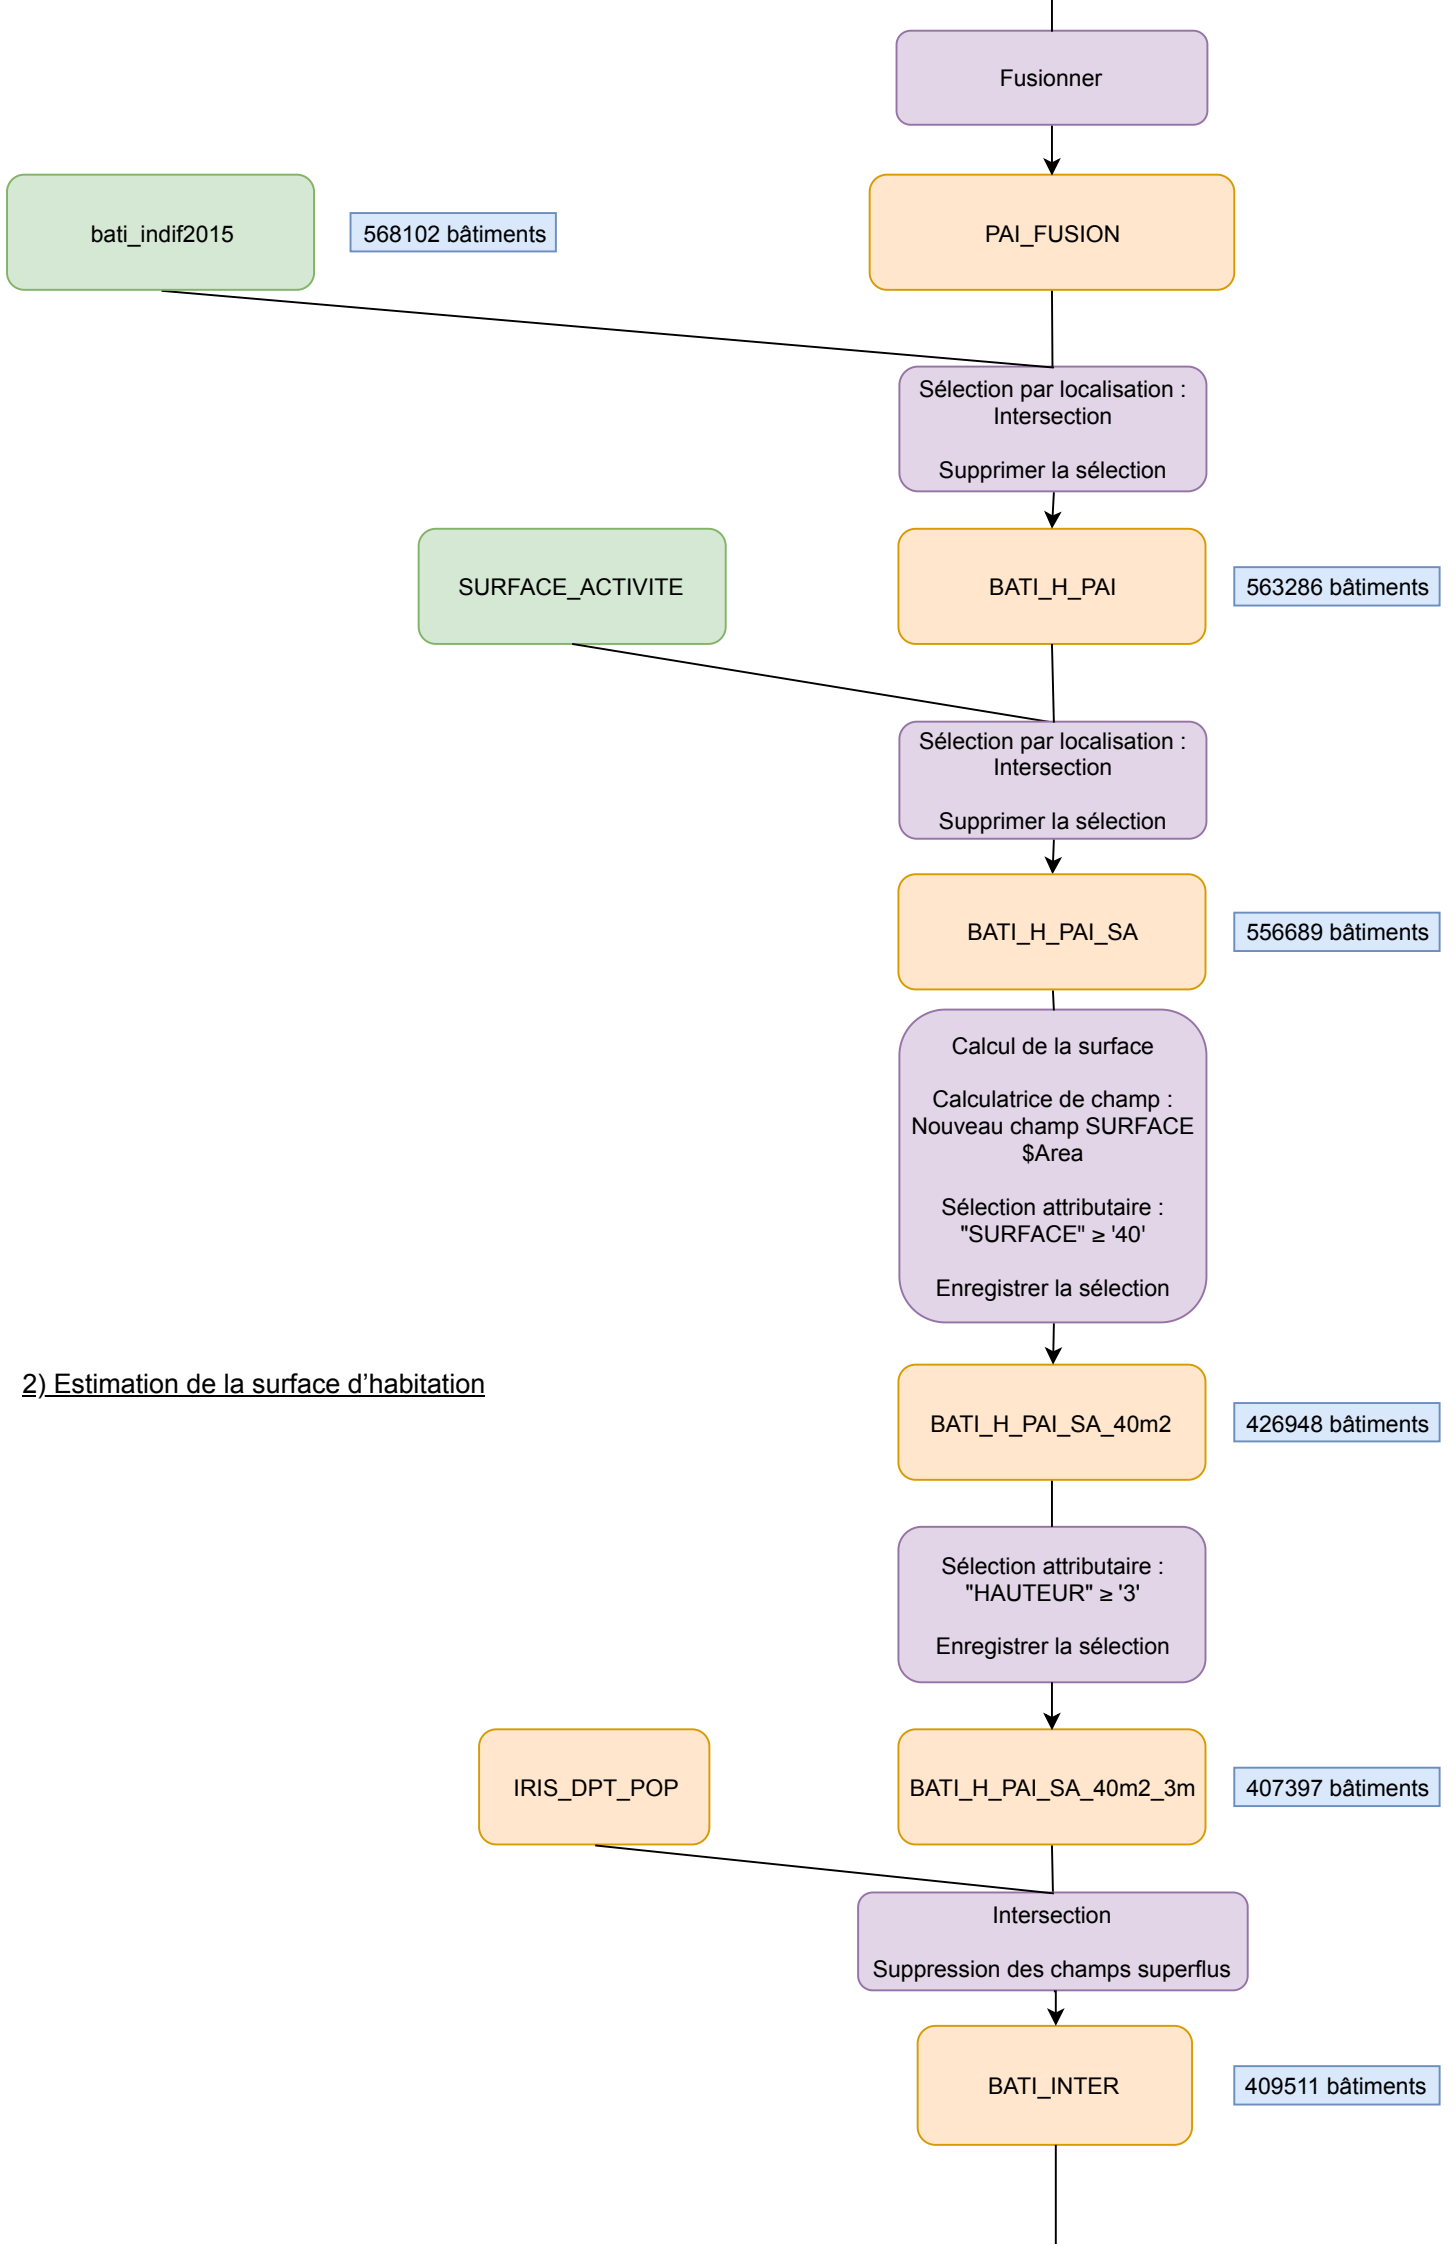 Fusionner
bati_indif2015
568102 bâtiments
PAI_FUSION
Sélection par localisation :
Intersection
Supprimer la sélection
SURFACE_ACTIVITE
BATI_H_PAI
563286 bâtiments
Sélection par localisation :
Intersection
Supprimer la sélection
BATI_H_PAI_SA
556689 bâtiments
Calcul de la surface
Calculatrice de champ :
Nouveau champ SURFACE
$Area
Sélection attributaire :
"SURFACE" ≥ '40'
Enregistrer la sélection
2) Estimation de la surface d’habitation
BATI_H_PAI_SA_40m2
426948 bâtiments
Sélection attributaire :
"HAUTEUR" ≥ '3'
Enregistrer la sélection
IRIS_DPT_POP
BATI_H_PAI_SA_40m2_3m
407397 bâtiments
Intersection
Suppression des champs superflus
BATI_INTER
409511 bâtiments